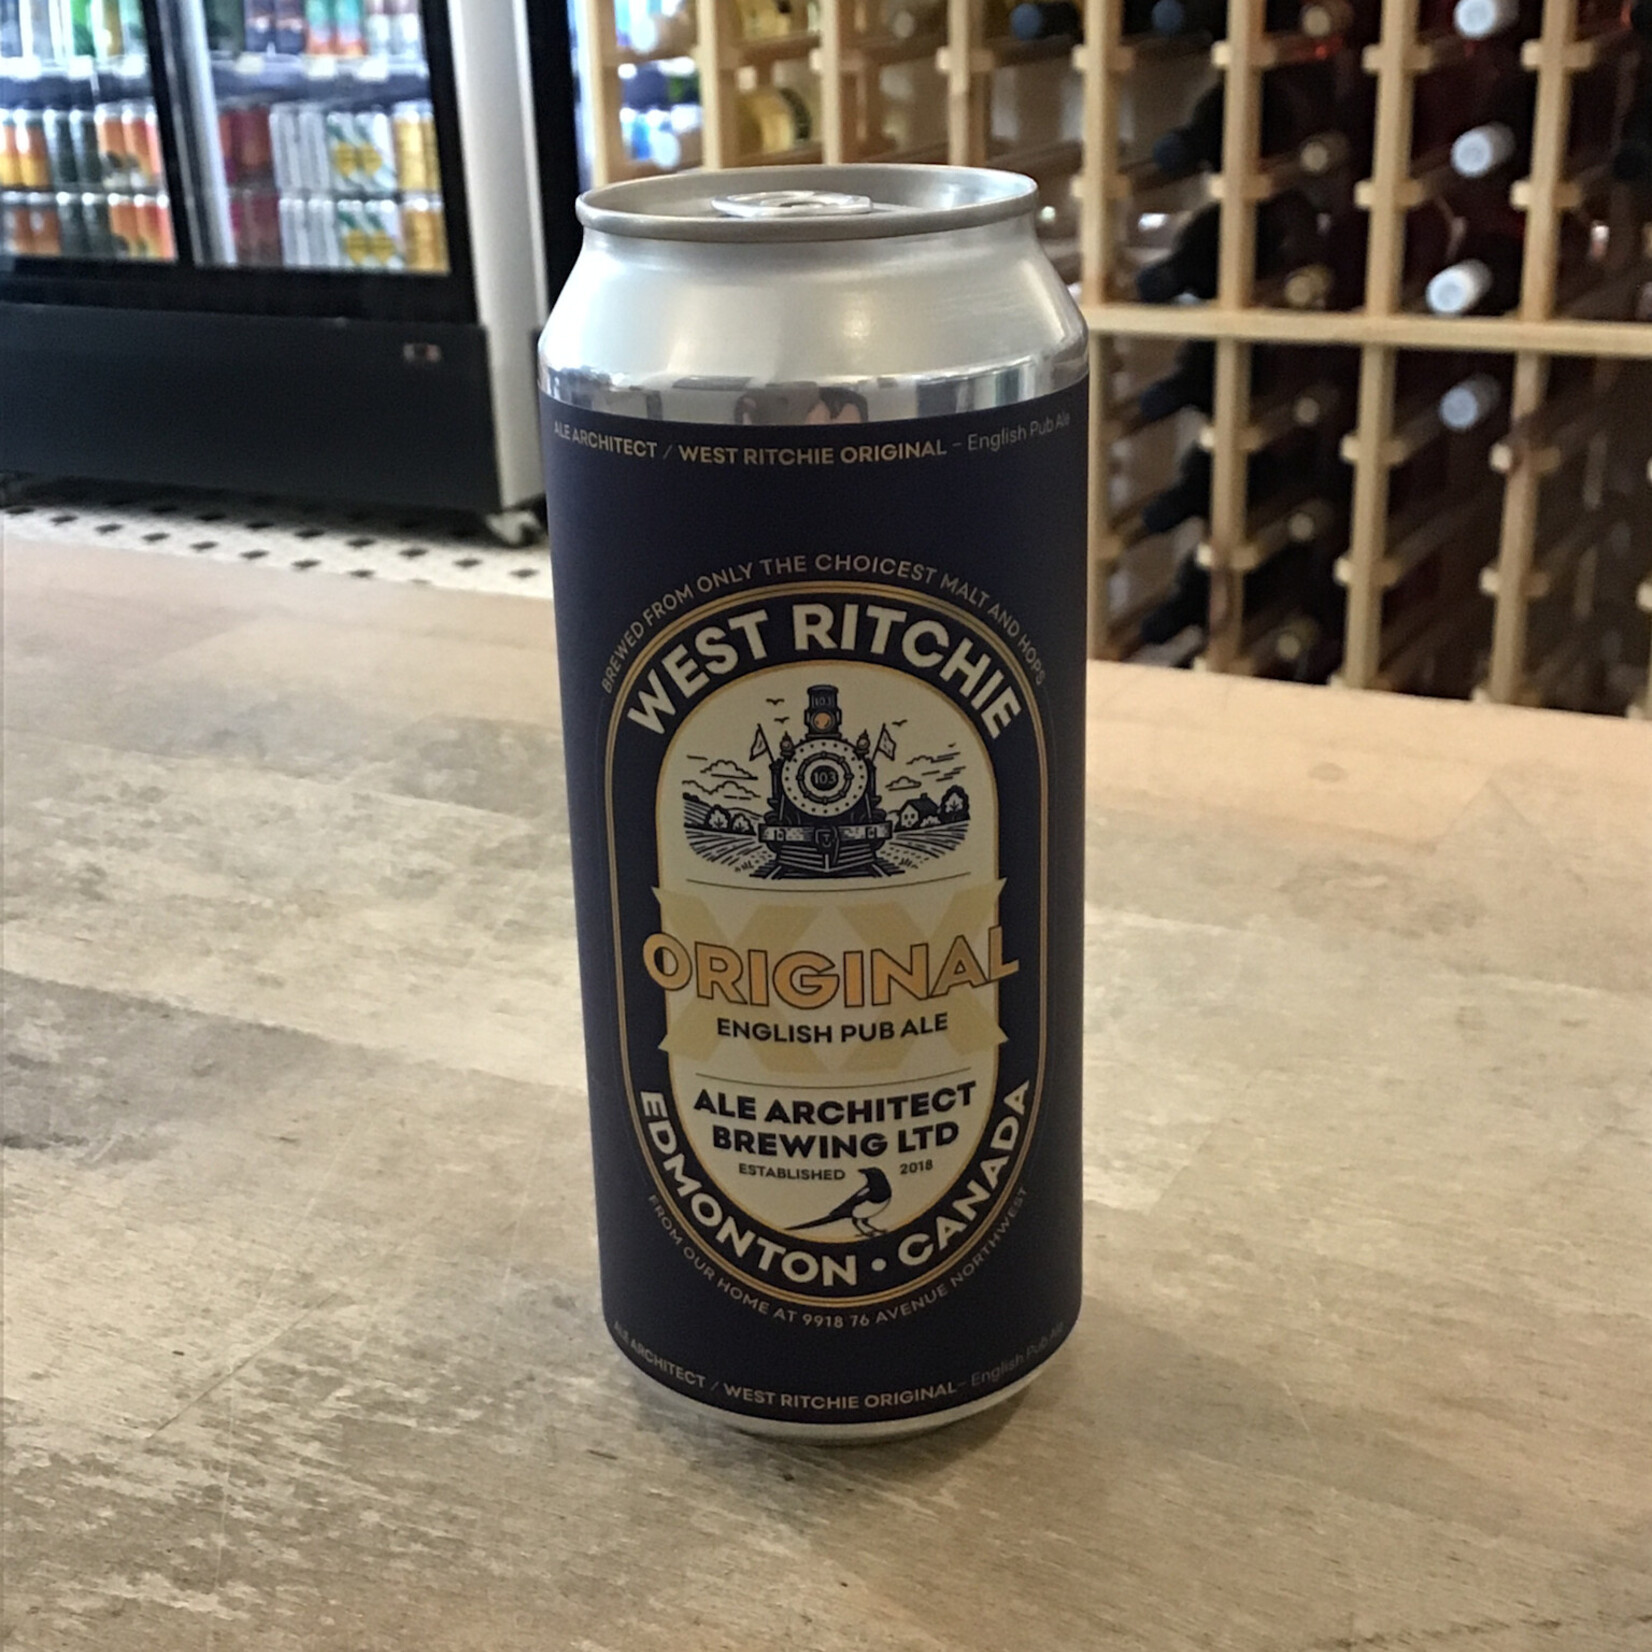 ALE ARCHITECT / WEST RITCHIE ORIGINAL – English Pub Ale
BREWED FROM ONLY THE CHOICEST MALT AND HOPS
WEST RITCHIE
103
103
XX
ORIGINAL
ENGLISH PUB ALE
ALE ARCHITECT
BREWING LTD
ESTABLISHED 2018
EDMONTON • CANADA
FROM OUR HOME AT 9918 76 AVENUE NORTHWEST
ALE ARCHITECT / WEST RITCHIE ORIGINAL – English Pub Ale